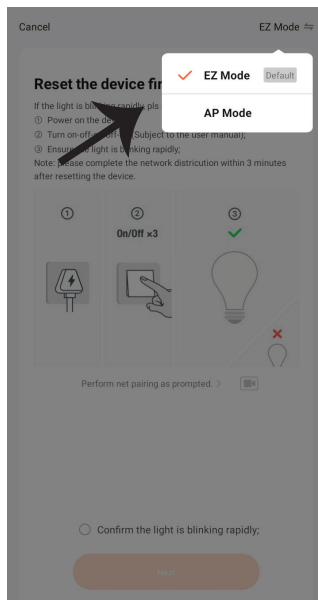 Cancel
EZ Mode
EZ Mode Default
AP Mode
Reset the device fir
If the light is blinking rapidly, pls
① Power on the de
② Turn on-off-on-off- (Subject to the user manual);
③ Ensure the light is blinking rapidly;
Note: please complete the network districution within 3 minutes
after resetting the device.
①
②
③
On/Off ×3
Perform net pairing as prompted. >
Confirm the light is blinking rapidly;
Next